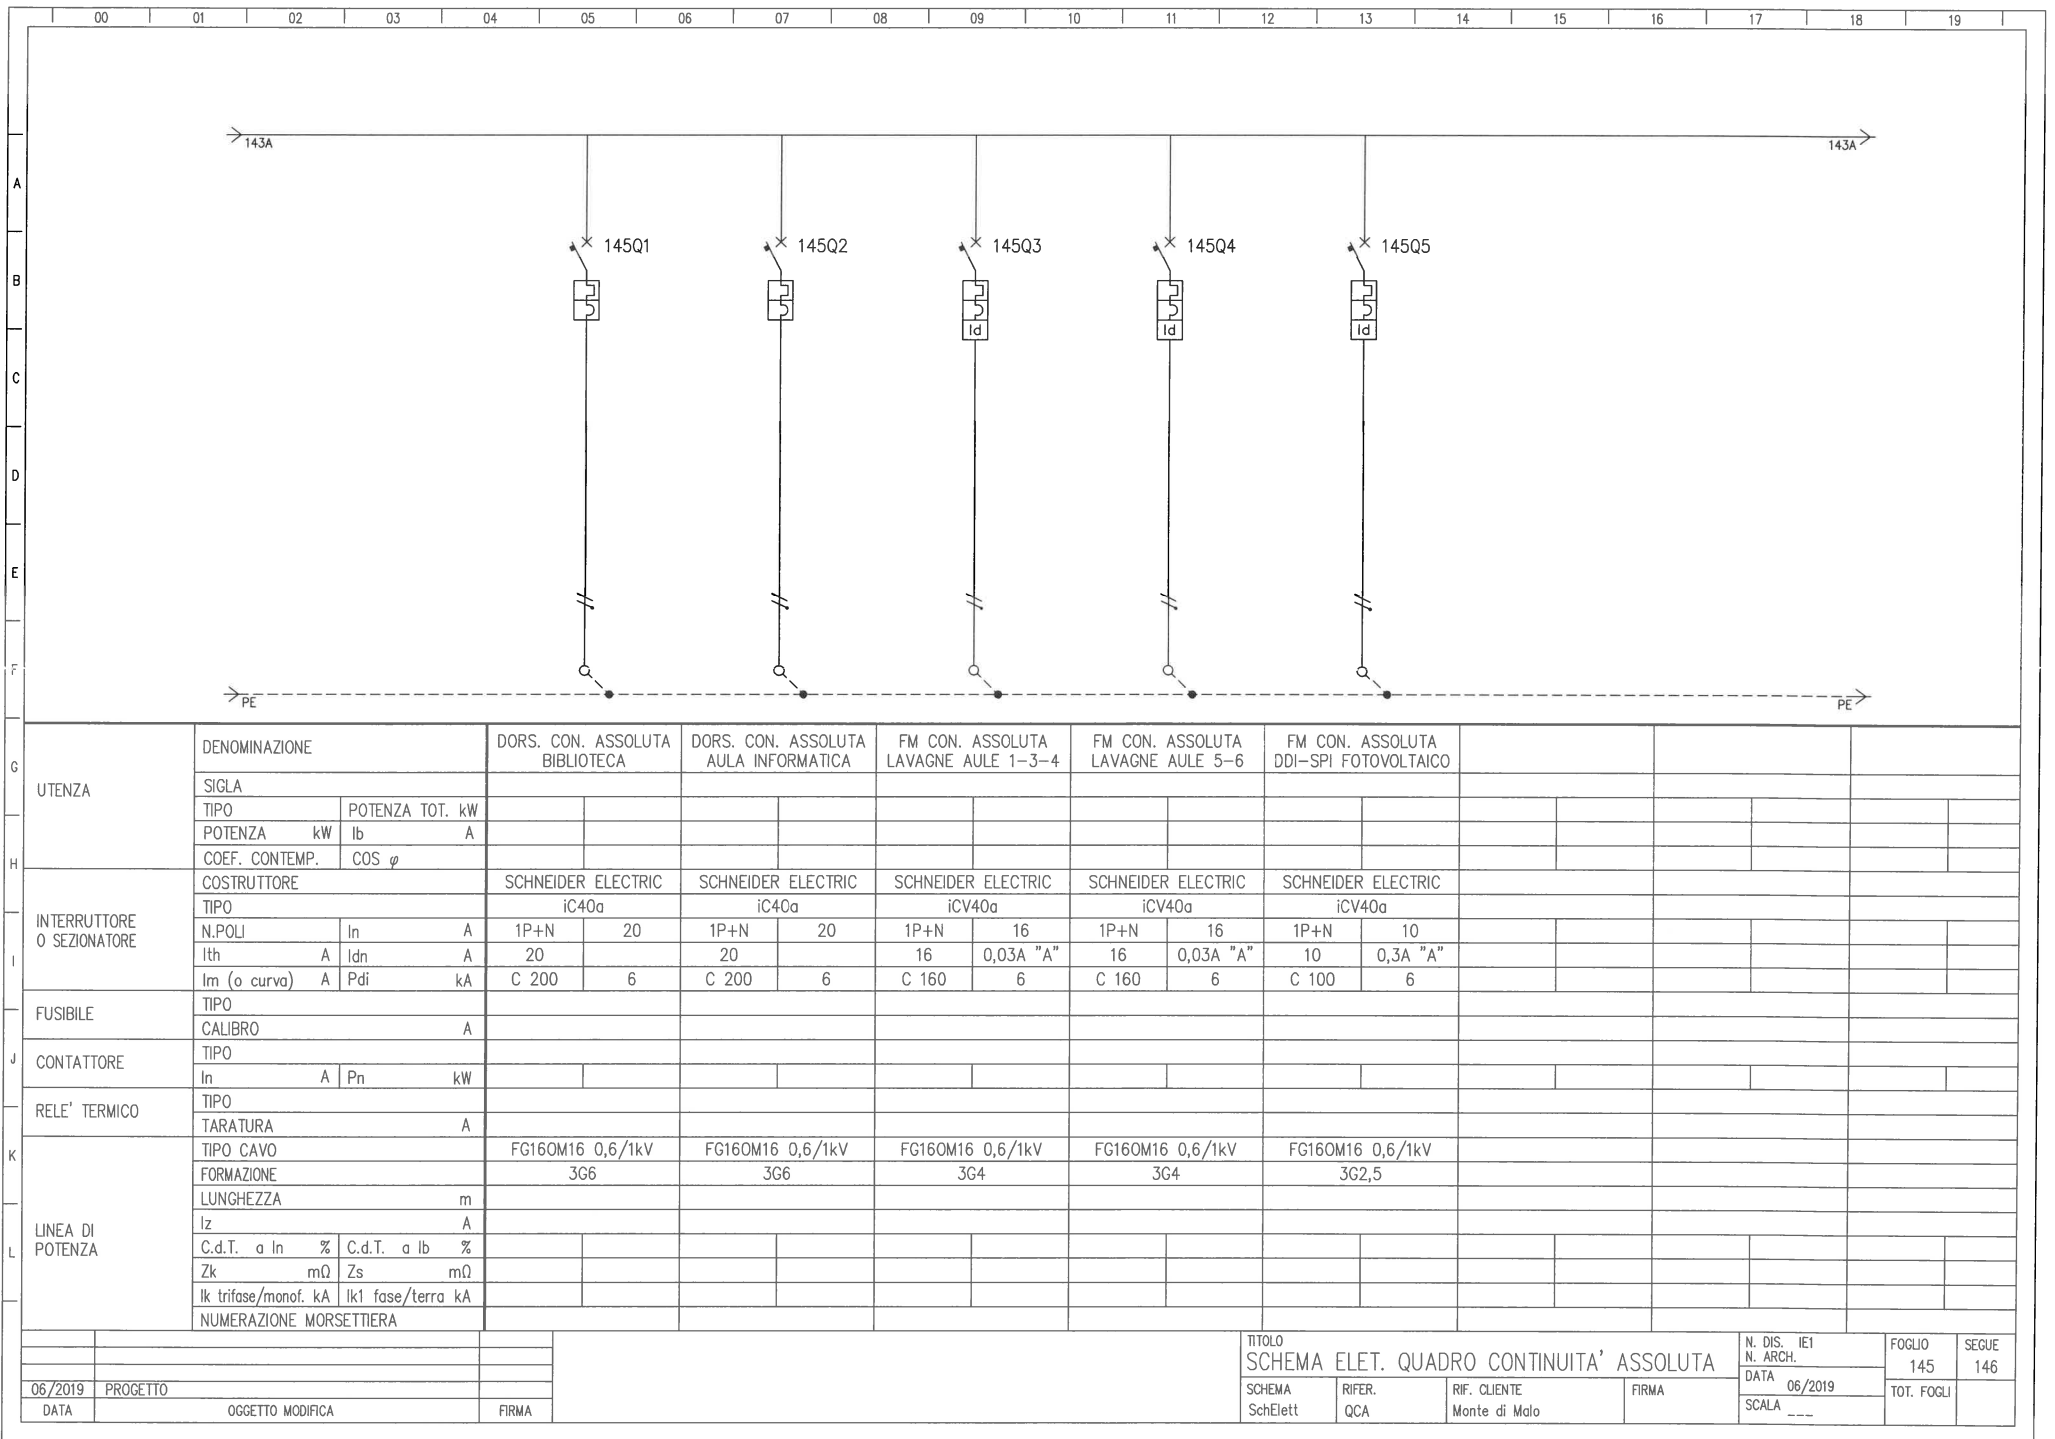 00 01 02 03 04 05 06 07 08 09 10 11 12 13 14 15 16 17 18 19
143A 143A
A
145Q1 145Q2 145Q3 145Q4 145Q5
B
Id Id Id
C
D
E
F
PE PE
G
UTENZA
DENOMINAZIONE
DORS. CON. ASSOLUTA
BIBLIOTECA
DORS. CON. ASSOLUTA
AULA INFORMATICA
FM CON. ASSOLUTA
LAVAGNE AULE 1-3-4
FM CON. ASSOLUTA
LAVAGNE AULE 5-6
FM CON. ASSOLUTA
DDI-SPI FOTOVOLTAICO
SIGLA
TIPO POTENZA TOT. kW
POTENZA kW Ib A
H
COEF. CONTEMP. COS φ
INTERRUTTORE
O SEZIONATORE
COSTRUTTORE SCHNEIDER ELECTRIC SCHNEIDER ELECTRIC SCHNEIDER ELECTRIC SCHNEIDER ELECTRIC SCHNEIDER ELECTRIC
TIPO iC40a iC40a iCV40a iCV40a iCV40a
N.POLI In A 1P+N 20 1P+N 20 1P+N 16 1P+N 16 1P+N 10
I
Ith A Idn A 20 20 16 0,03A "A" 16 0,03A "A" 10 0,3A "A"
Im (o curva) A Pdi kA C 200 6 C 200 6 C 160 6 C 160 6 C 100 6
FUSIBILE
TIPO
CALIBRO A
J
CONTATTORE
TIPO
In A Pn kW
RELE' TERMICO
TIPO
TARATURA A
K
LINEA DI
POTENZA
TIPO CAVO FG16OM16 0,6/1kV FG16OM16 0,6/1kV FG16OM16 0,6/1kV FG16OM16 0,6/1kV FG16OM16 0,6/1kV
FORMAZIONE 3G6 3G6 3G4 3G4 3G2,5
LUNGHEZZA m
Iz A
L
C.d.T. a In % C.d.T. a Ib %
Zk mΩ Zs mΩ
Ik trifase/monof. kA Ik1 fase/terra kA
NUMERAZIONE MORSETTIERA
06/2019 PROGETTO
DATA OGGETTO MODIFICA FIRMA
TITOLO
SCHEMA ELET. QUADRO CONTINUITA' ASSOLUTA
SCHEMA
SchElett
RIFER.
QCA
RIF. CLIENTE
Monte di Malo
FIRMA
N. DIS. IE1
N. ARCH.
DATA
06/2019
SCALA ---
FOGLIO
145
SEGUE
146
TOT. FOGLI